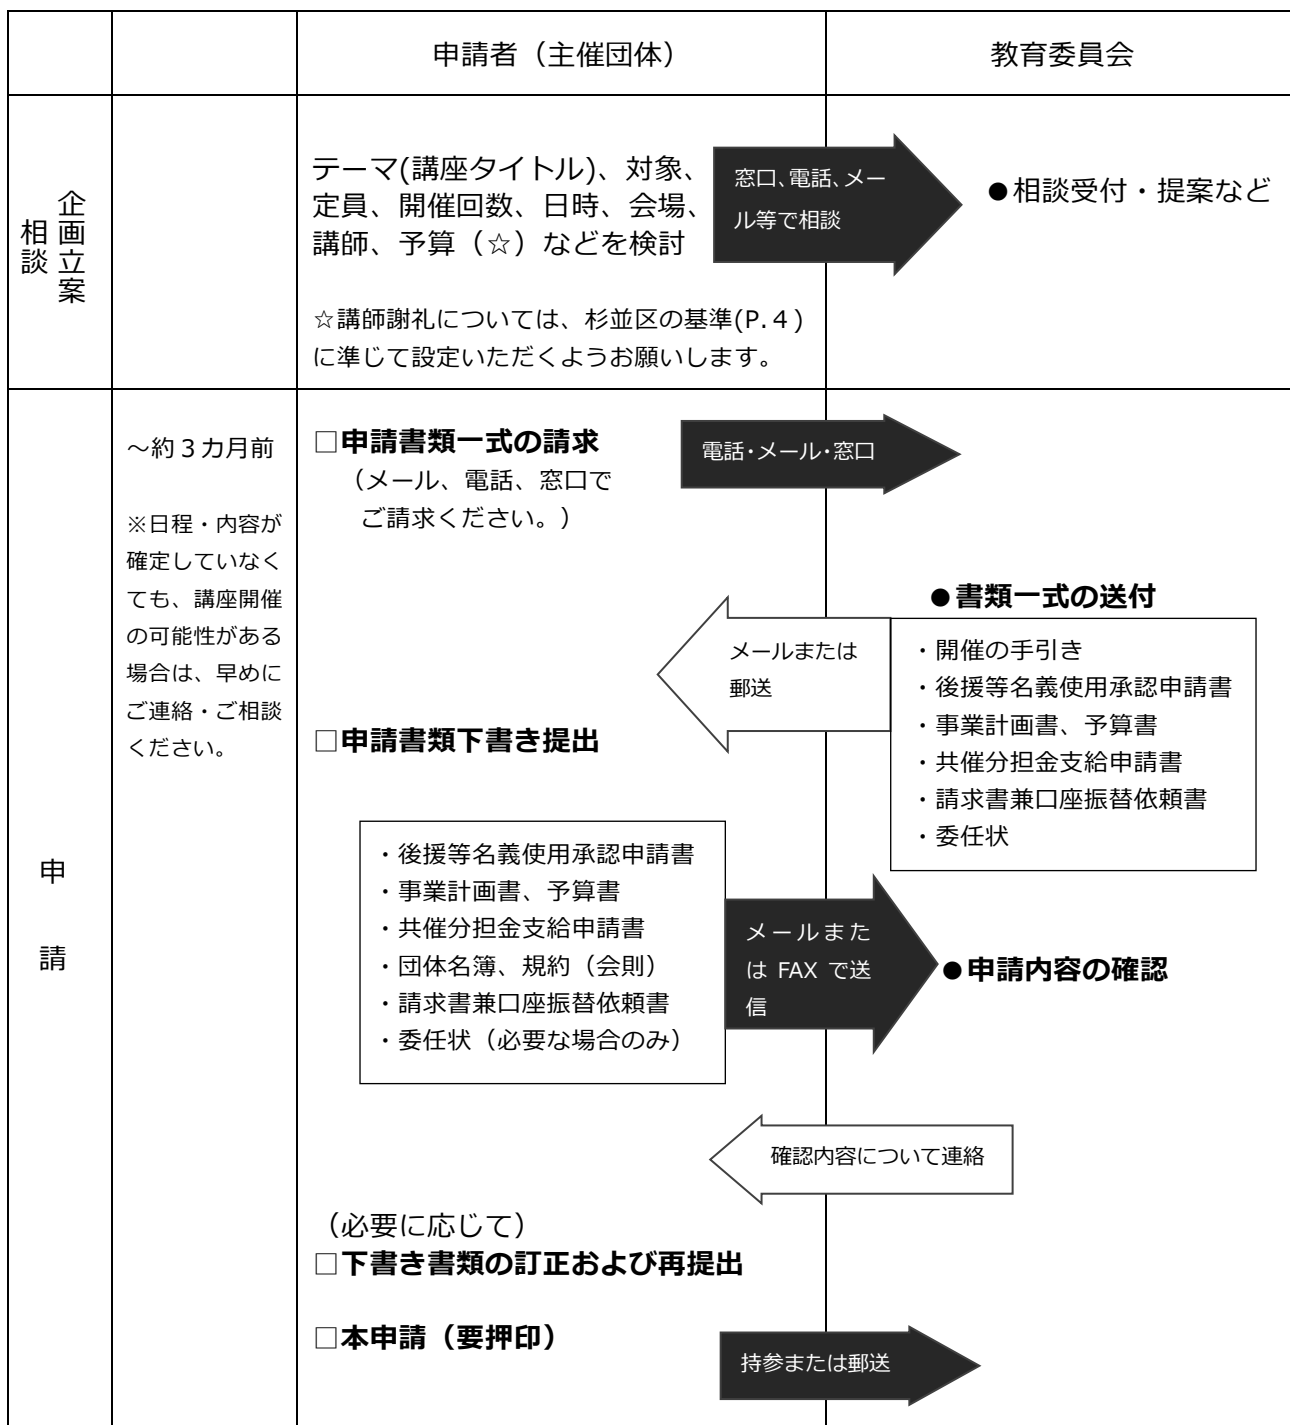 申請者（主催団体）
教育委員会
企画立案
相談
テーマ(講座タイトル)、対象、
定員、開催回数、日時、会場、
講師、予算（☆）などを検討
窓口、電話、メー
ル等で相談
●相談受付・提案など
☆講師謝礼については、杉並区の基準(P.４)
に準じて設定いただくようお願いします。
申請
～約３カ月前
※日程・内容が
確定していなく
ても、講座開催
の可能性がある
場合は、早めに
ご連絡・ご相談
ください。
□申請書類一式の請求
（メール、電話、窓口で
ご請求ください。）
電話・メール・窓口
●書類一式の送付
メールまたは
郵送
・開催の手引き
・後援等名義使用承認申請書
・事業計画書、予算書
・共催分担金支給申請書
・請求書兼口座振替依頼書
・委任状
□申請書類下書き提出
・後援等名義使用承認申請書
・事業計画書、予算書
・共催分担金支給申請書
・団体名簿、規約（会則）
・請求書兼口座振替依頼書
・委任状（必要な場合のみ）
メールまた
は FAX で送
信
●申請内容の確認
確認内容について連絡
（必要に応じて）
□下書き書類の訂正および再提出
□本申請（要押印）
持参または郵送